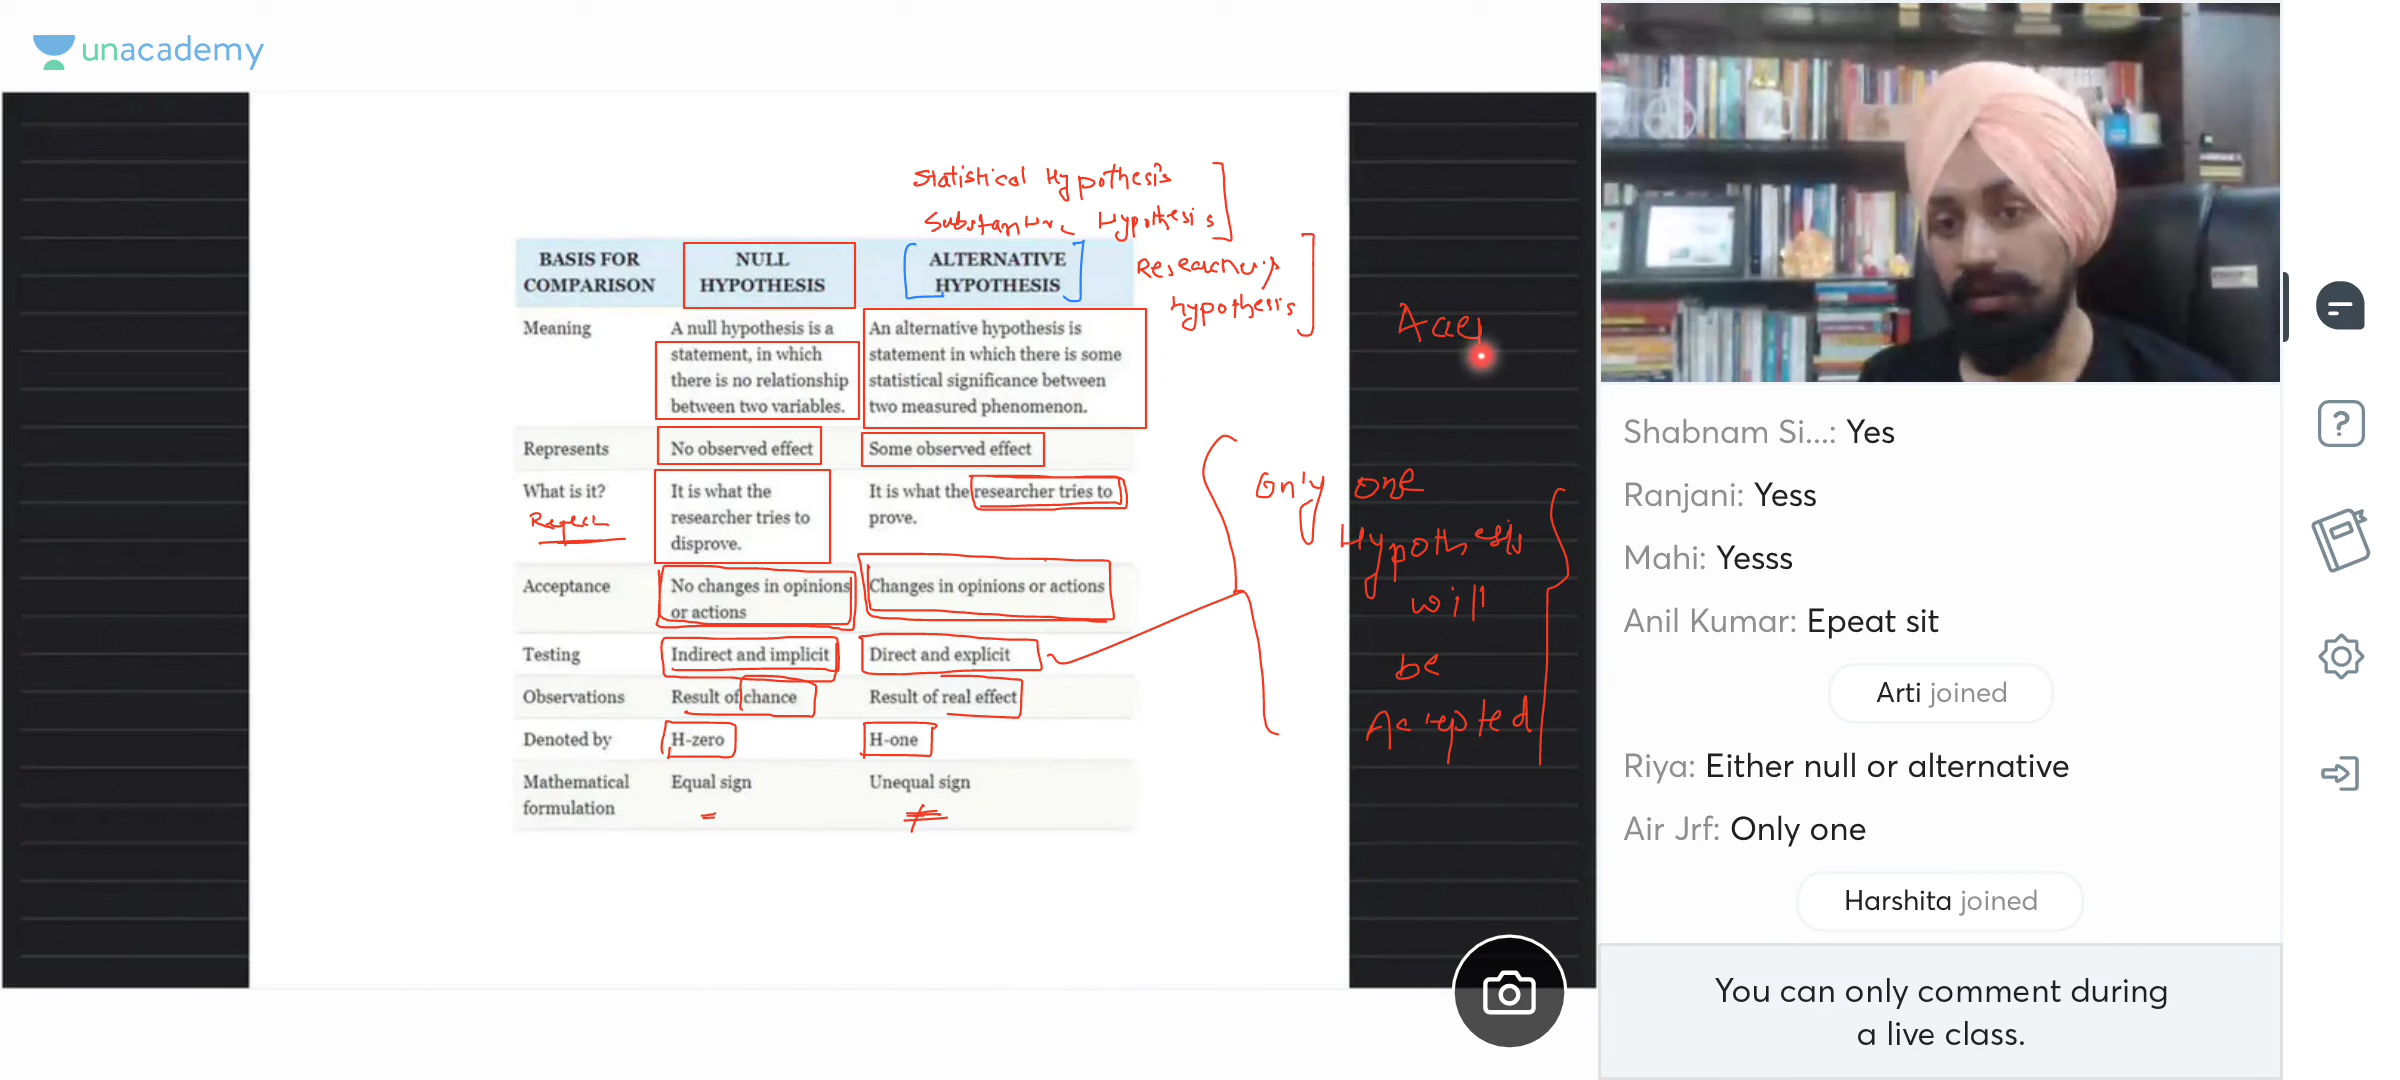 unacademy
Statistical Hypothesis
Substantive Hypothesis
Researcher's
hypothesis
BASIS FOR COMPARISON
NULL HYPOTHESIS
ALTERNATIVE HYPOTHESIS
Meaning
A null hypothesis is a
statement, in which
there is no relationship
between two variables.
An alternative hypothesis is
statement in which there is some
statistical significance between
two measured phenomenon.
Represents
No observed effect
Some observed effect
What is it?
Reject
It is what the
researcher tries to
disprove.
It is what the researcher tries to
prove.
Acceptance
No changes in opinions
or actions
Changes in opinions or actions
Testing
Indirect and implicit
Direct and explicit
Observations
Result of chance
Result of real effect
Denoted by
H-zero
H-one
Mathematical
formulation
Equal sign
=
Unequal sign
≠
Only one
Hypothesis
will
be
Accepted
Shabnam Si...: Yes
Ranjani: Yess
Mahi: Yesss
Anil Kumar: Epeat sit
Arti joined
Riya: Either null or alternative
Air Jrf: Only one
Harshita joined
You can only comment during
a live class.